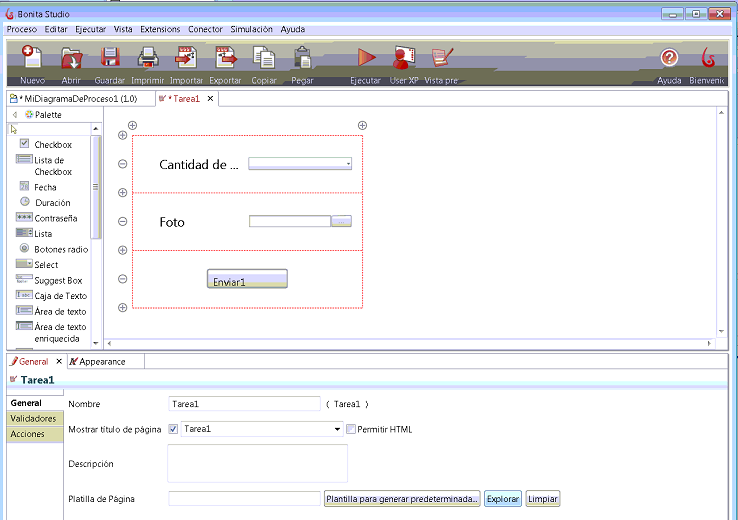 Bonita Studio
Proceso Editar Ejecutar Vista Extensions Conector Simulación Ayuda
Nuevo Abrir Guardar Imprimir Importar Exportar Copiar Pegar Ejecutar User XP Vista pre Ayuda Bienveni
* MiDiagramaDeProceso1 (1.0) * Tarea1
Palette
Checkbox
Lista de
Checkbox
Fecha
Duración
Contraseña
Lista
Botones radio
Select
Suggest Box
Caja de Texto
Área de texto
Área de texto
enriquecida
Cantidad de ...
Foto
Enviar1
General Appearance
Tarea1
General
Validadores
Acciones
Nombre Tarea1 ( Tarea1 )
Mostrar título de página Tarea1 Permitir HTML
Descripción
Platilla de Página Plantilla para generar predeterminada... Explorar Limpiar